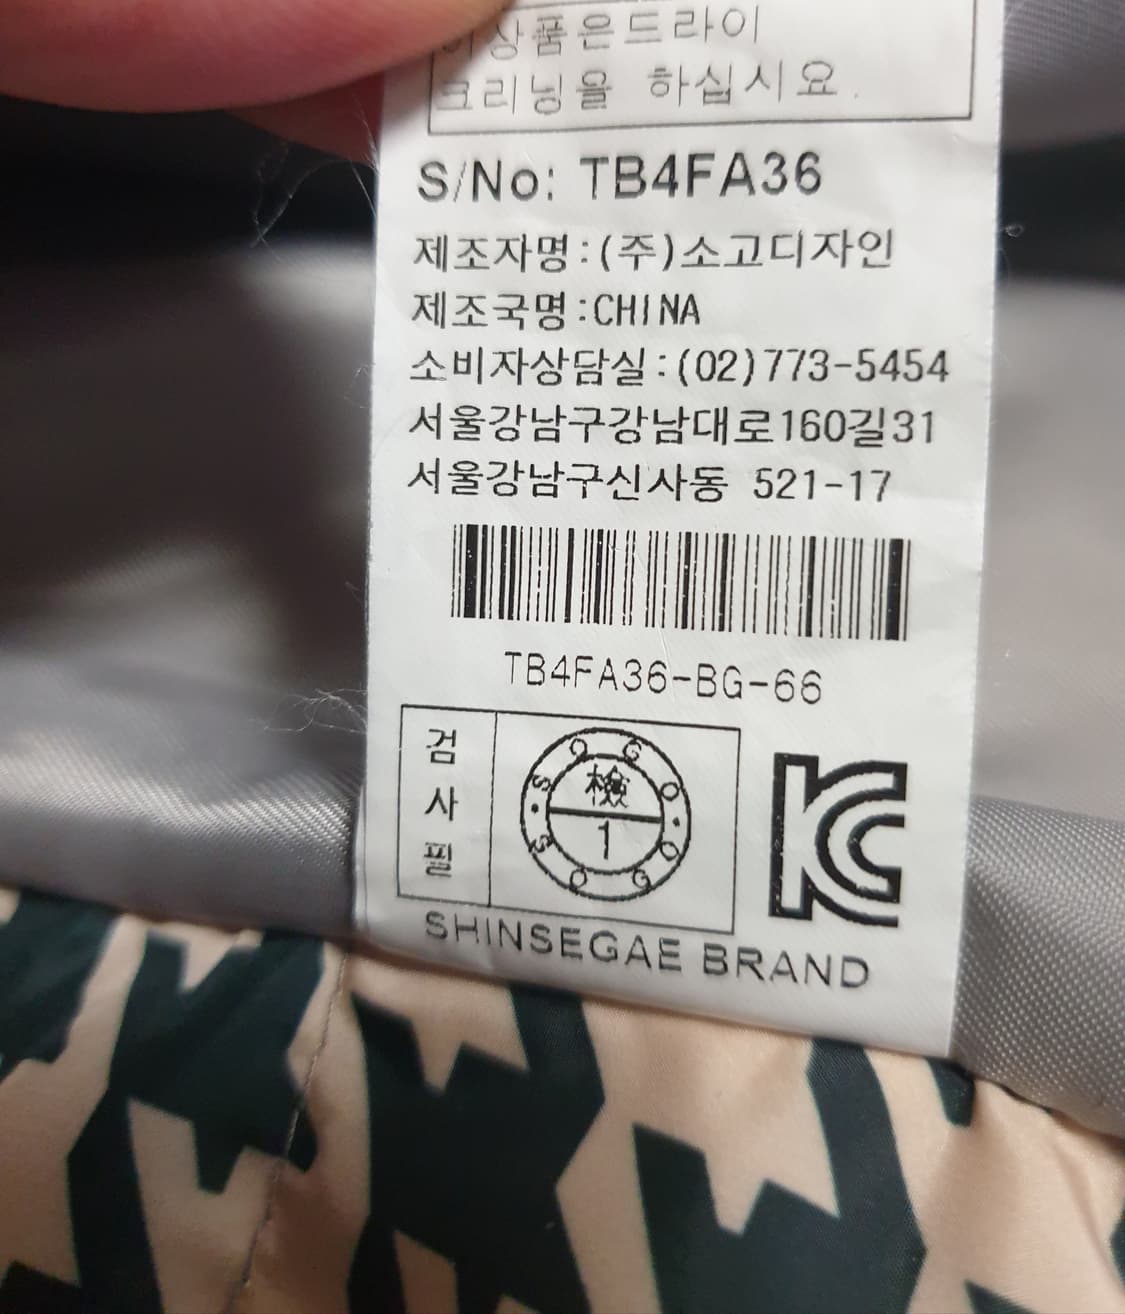 이상품은드라이
크리닝을 하십시요.
S/No: TB4FA36
제조자명:(주)소고디자인
제조국명:CHINA
소비자상담실:(02)773-5454
서울강남구강남대로160길31
서울강남구신사동 521-17
TB4FA36-BG-66
검
사
필
SOGO
檢
1
SOGO
KC
SHINSEGAE BRAND